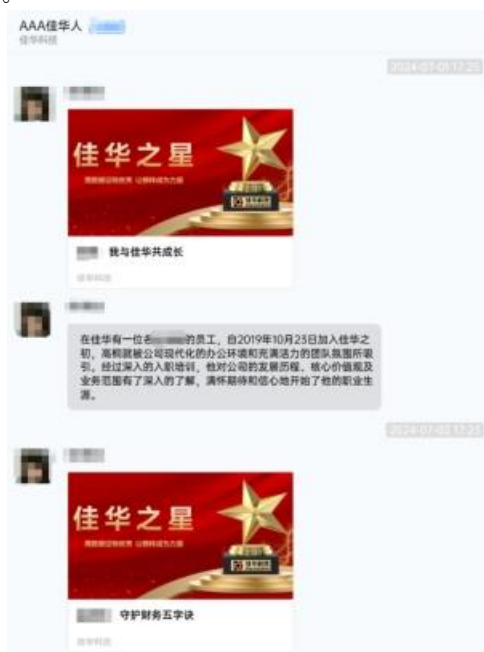 AAA佳华人
佳华科技
2024-07-01 17:25
佳华之星
我与佳华共成长
佳华科技
在佳华有一位名
的员工，自2019年10月23日加入佳华之
初，高桐就被公司现代化的办公环境和充满活力的团队氛围所吸
引。经过深入的入职培训，他对公司的发展历程、核心价值观及
业务范围有了深入的了解，满怀期待和信心地开始了他的职业生
涯。
佳华之星
守护财务五字诀
佳华科技